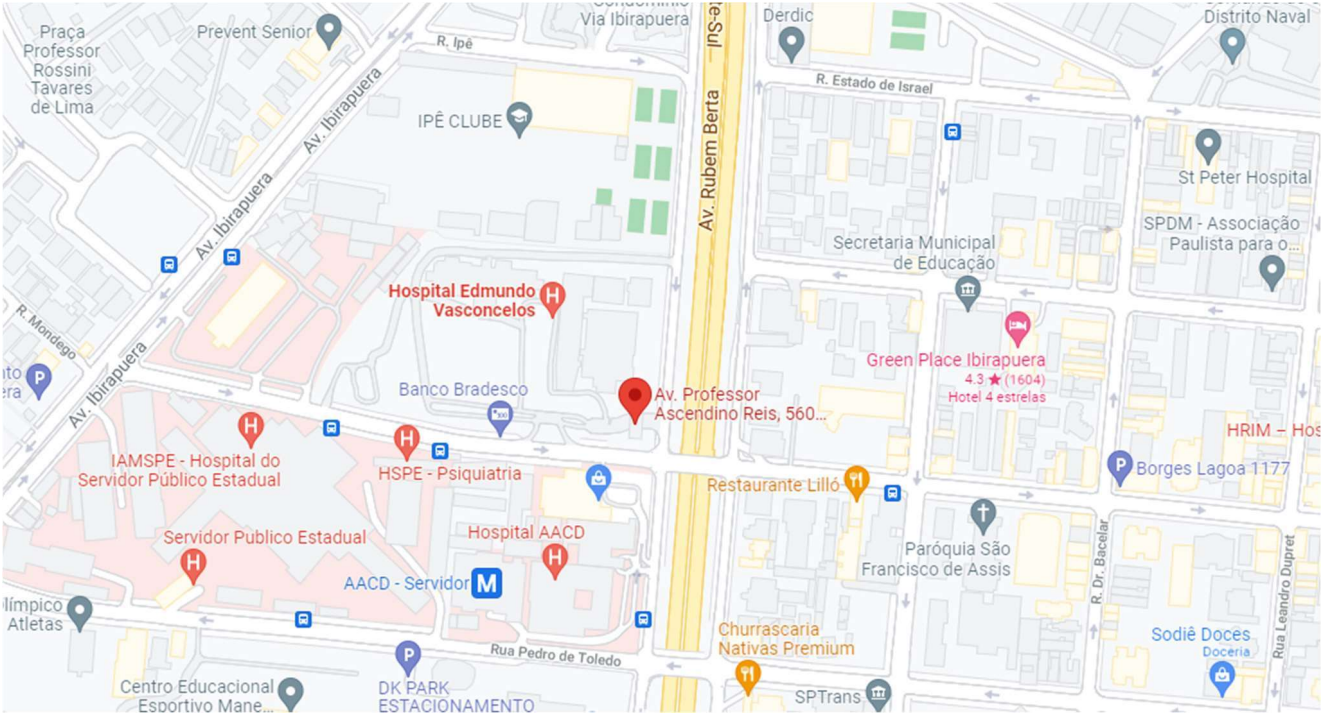 Praça
Professor
Rossini
Tavares
de Lima
Prevent Senior
Av. Ibirapuera
R. Ipê
Via Ibirapuera
te-Sul
Derdic
Distrito Naval
R. Estado de Israel
IPÊ CLUBE
Av. Rubem Berta
St Peter Hospital
Av. Ibirapuera
SPDM - Associação
Paulista para o...
Secretaria Municipal
de Educação
Hospital Edmundo
Vasconcelos
R. Mondego
P
Av. Ibirapuera
Green Place Ibirapuera
4.3 ★ (1604)
Hotel 4 estrelas
Banco Bradesco
Av. Professor
Ascendino Reis, 560...
HRIM – Hos
IAMSPE - Hospital do
Servidor Público Estadual
HSPE - Psiquiatria
Restaurante Lilló
P Borges Lagoa 1177
Servidor Publico Estadual
Hospital AACD
Paróquia São
Francisco de Assis
R. Dr. Bacelar
Rua Leandro Dupret
AACD - Servidor M
límpico
Atletas
Rua Pedro de Toledo
Churrascaria
Nativas Premium
Sodiê Doces
Doceria
Centro Educacional
Esportivo Mane...
P
DK PARK
ESTACIONAMENTO
SPTrans